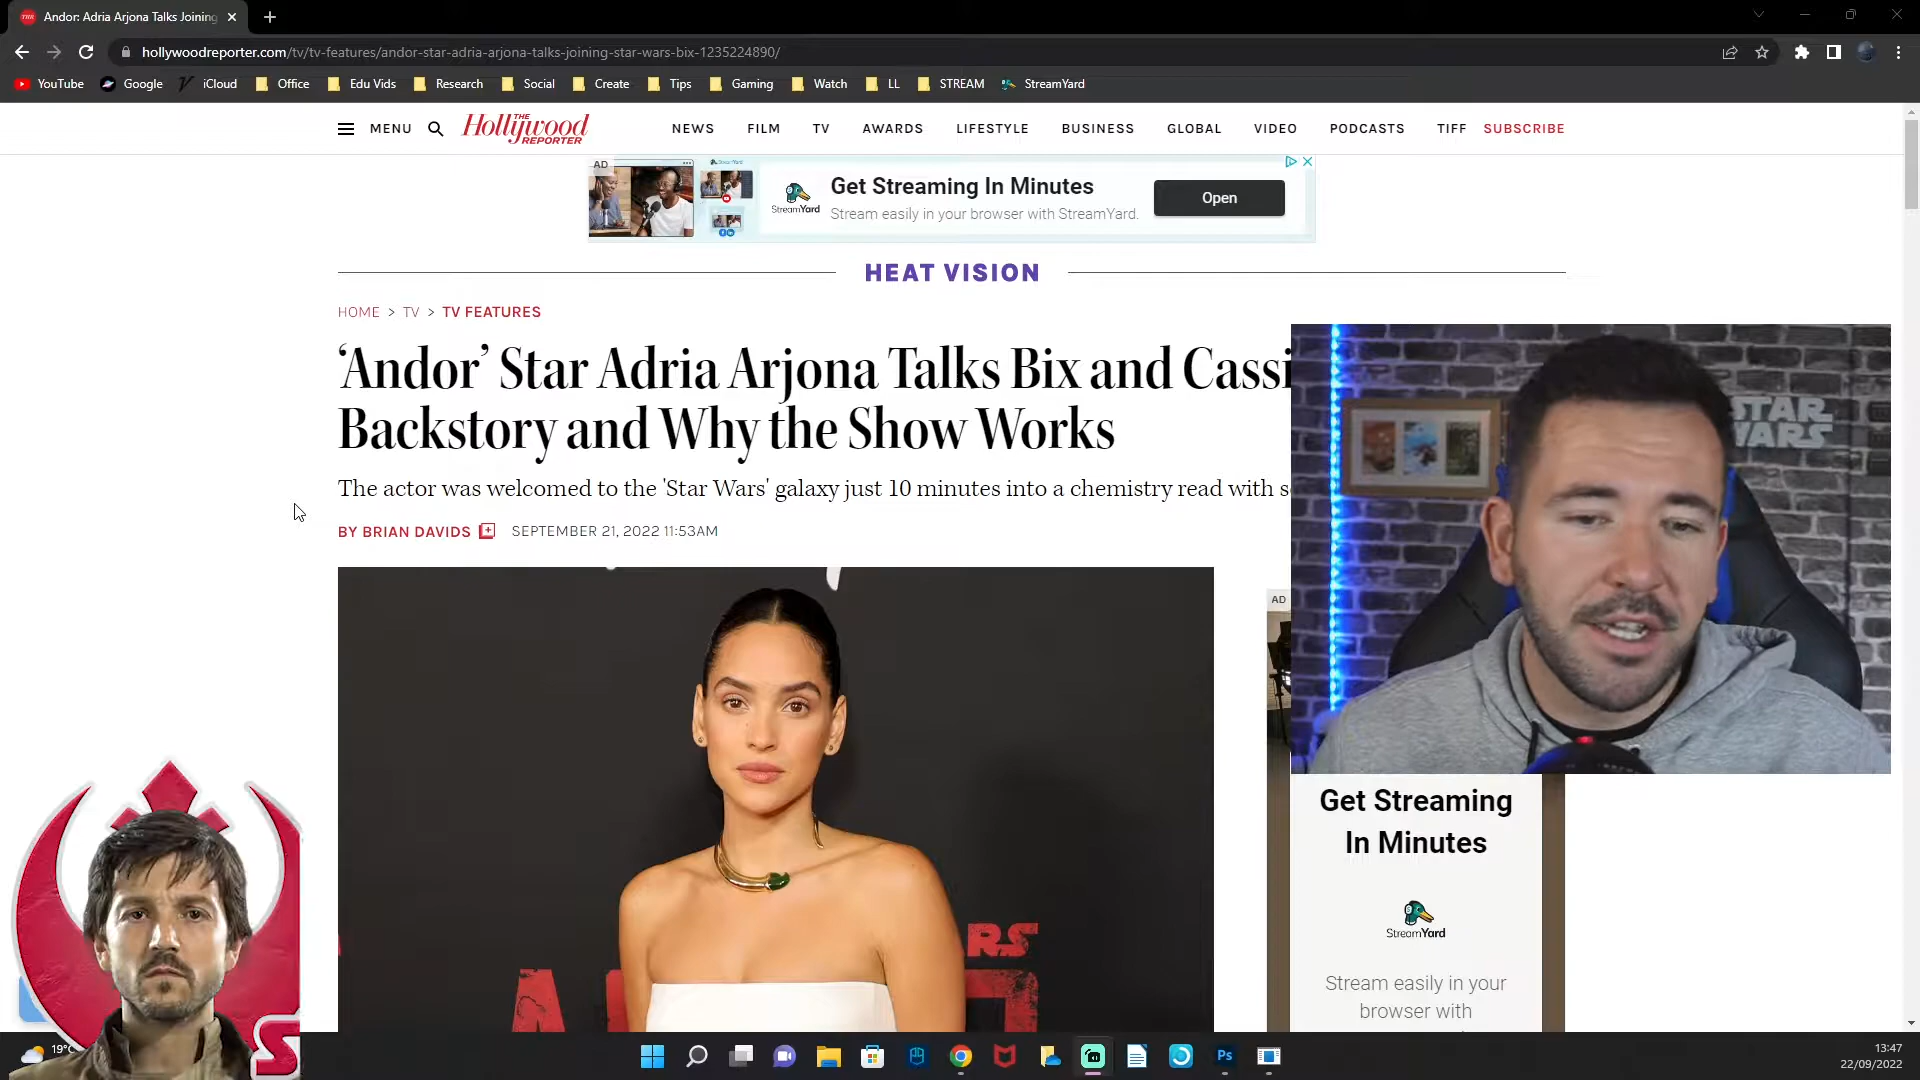 Andor: Adria Arjona Talks Joining
hollywoodreporter.com/tv/tv-features/andor-star-adria-arjona-talks-joining-star-wars-bix-1235224890/
YouTube Google iCloud Office Edu Vids Research Social Create Tips Gaming Watch LL STREAM StreamYard
MENU THE Hollywood REPORTER NEWS FILM TV AWARDS LIFESTYLE BUSINESS GLOBAL VIDEO PODCASTS TIFF SUBSCRIBE
AD
StreamYard
Get Streaming In Minutes
Stream easily in your browser with StreamYard.
Open
HEAT VISION
HOME > TV > TV FEATURES
‘Andor’ Star Adria Arjona Talks Bix and Cassi
Backstory and Why the Show Works
The actor was welcomed to the 'Star Wars' galaxy just 10 minutes into a chemistry read with s
BY BRIAN DAVIDS SEPTEMBER 21, 2022 11:53AM
STAR
WARS
AD
Get Streaming
In Minutes
StreamYard
Stream easily in your
browser with
RS
A
S
19°C
Ps
13:47
22/09/2022